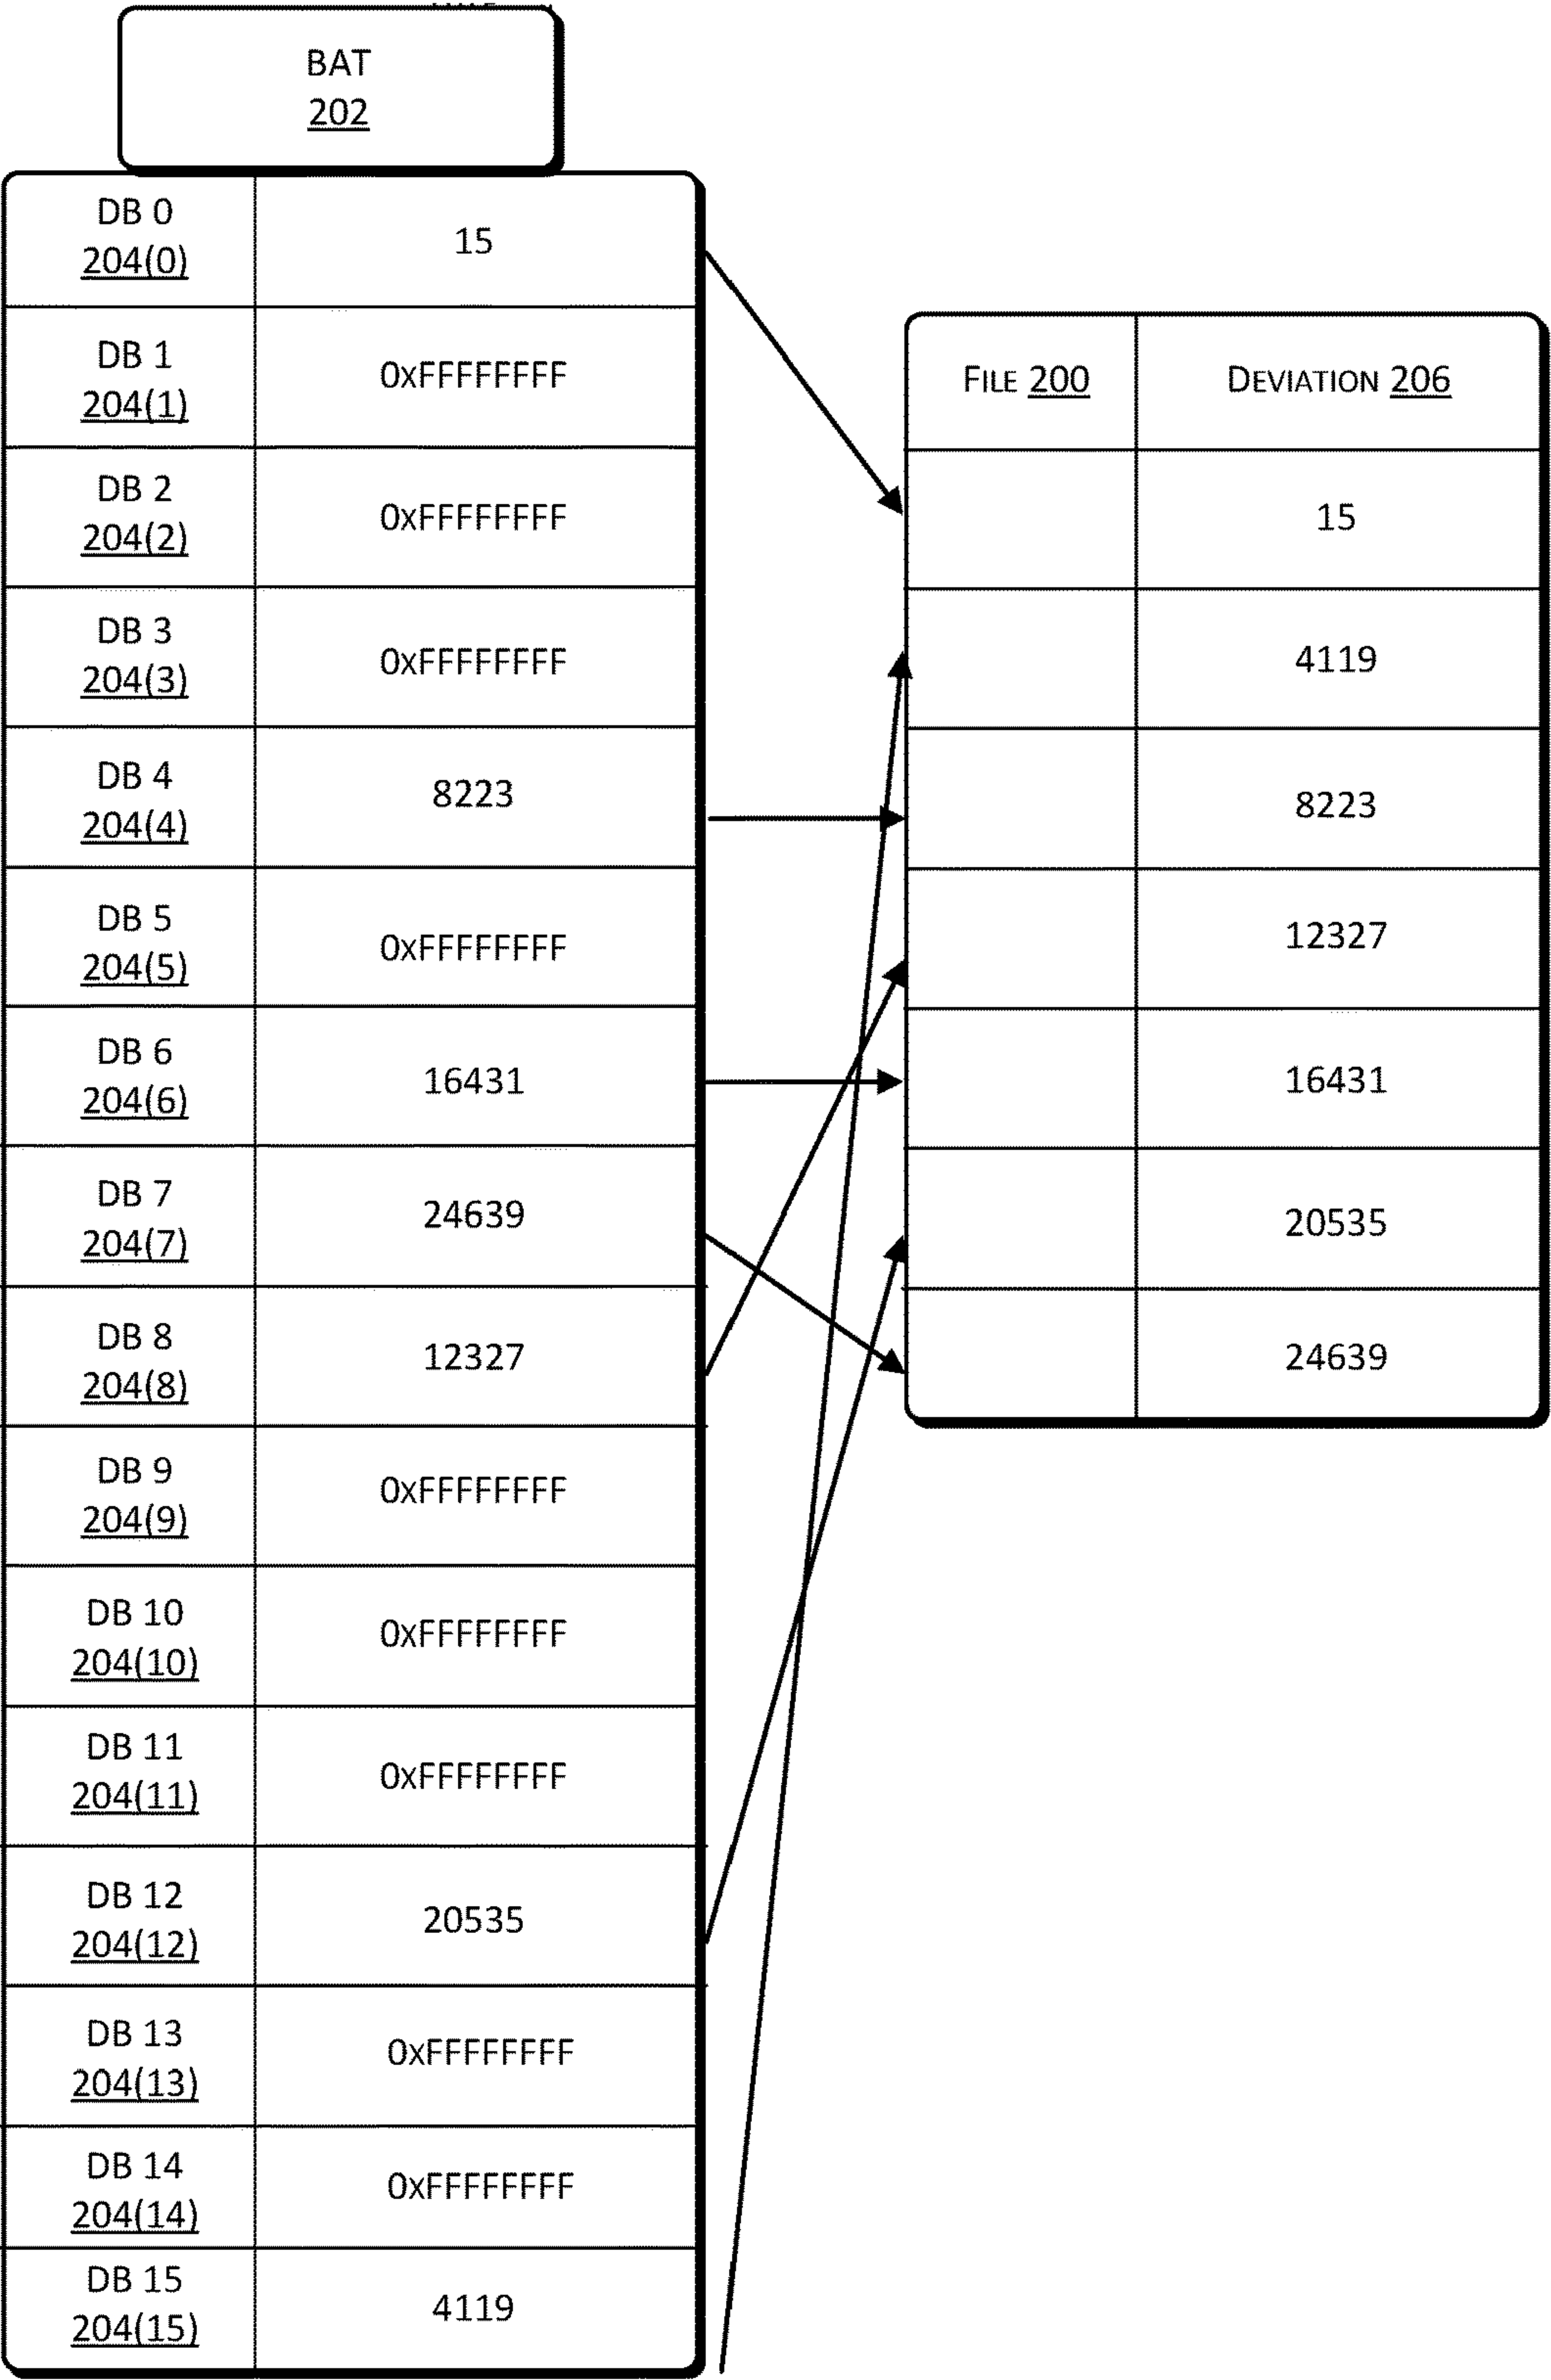 BAT
202
DB 0
204(0)
15
DB 1
204(1)
0xFFFFFFFF
DB 2
204(2)
0xFFFFFFFF
DB 3
204(3)
0xFFFFFFFF
DB 4
204(4)
8223
DB 5
204(5)
0xFFFFFFFF
DB 6
204(6)
16431
DB 7
204(7)
24639
DB 8
204(8)
12327
DB 9
204(9)
0xFFFFFFFF
DB 10
204(10)
0xFFFFFFFF
DB 11
204(11)
0xFFFFFFFF
DB 12
204(12)
20535
DB 13
204(13)
0xFFFFFFFF
DB 14
204(14)
0xFFFFFFFF
DB 15
204(15)
4119
FILE 200 DEVIATION 206
15
4119
8223
12327
16431
20535
24639